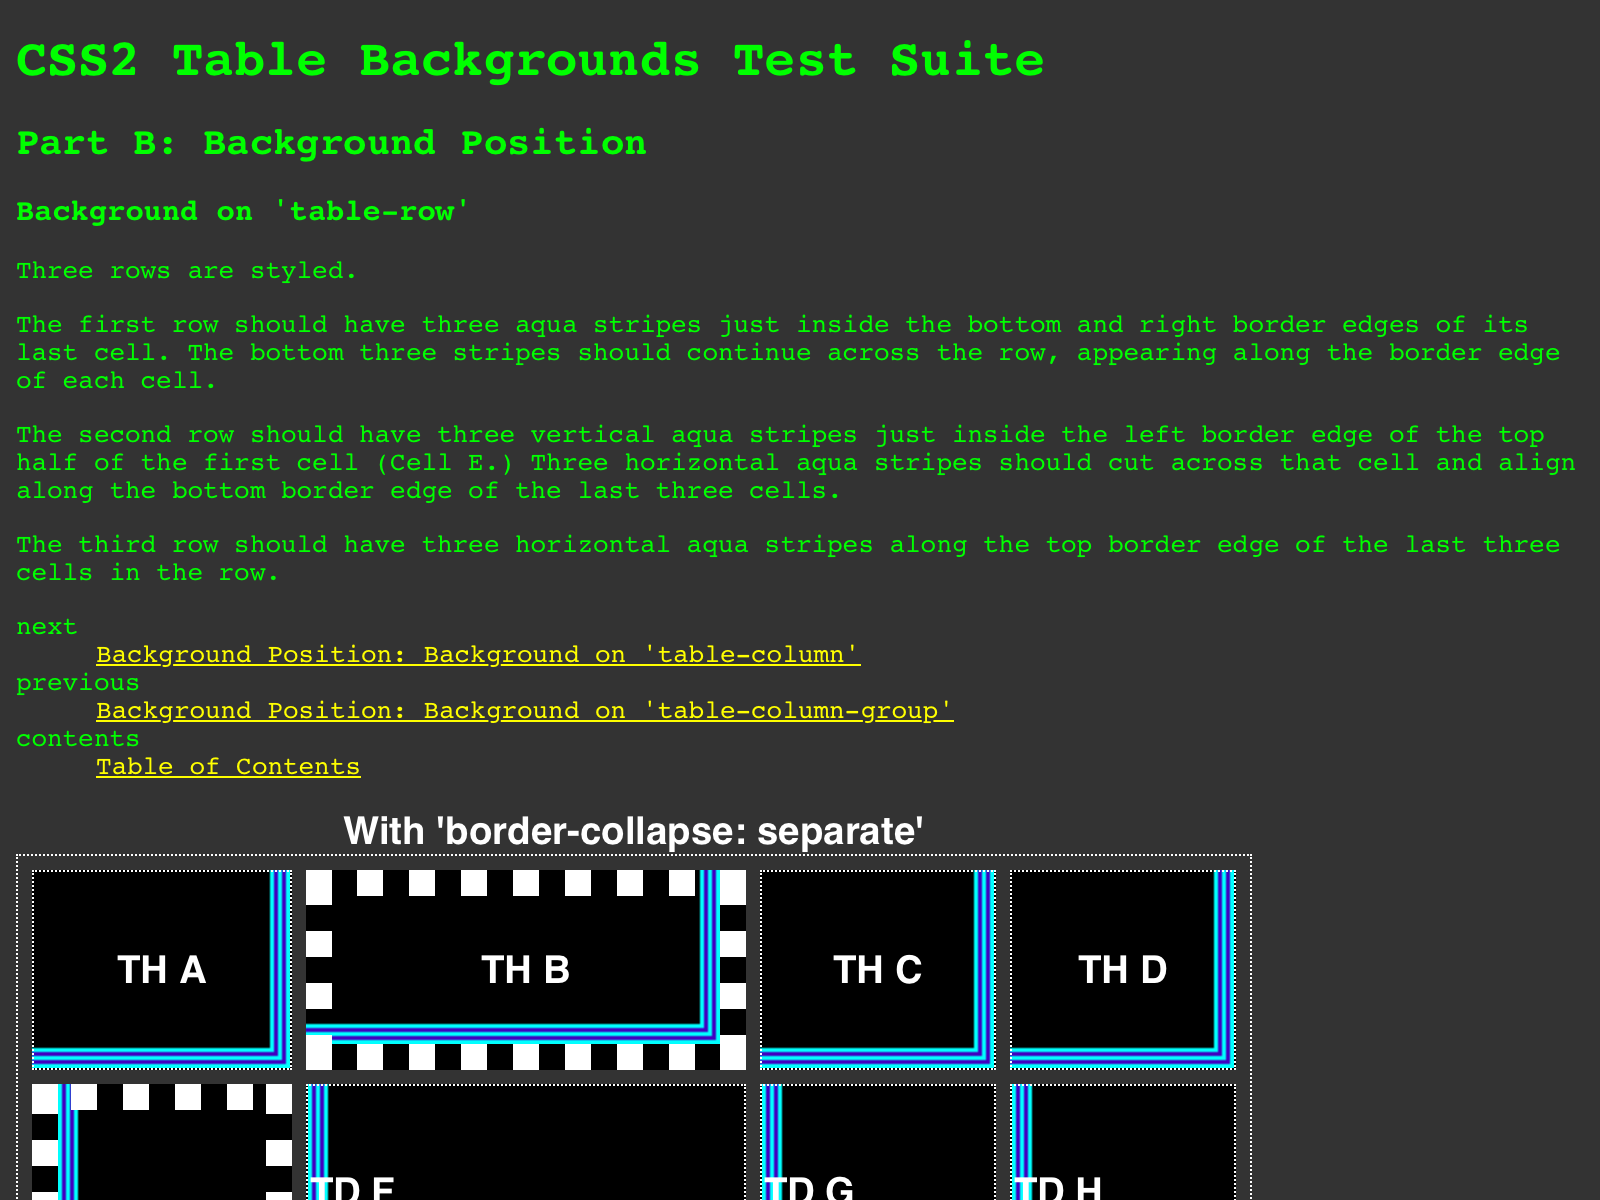 CSS2 Table Backgrounds Test Suite
Part B: Background Position
Background on 'table-row'
Three rows are styled.
The first row should have three aqua stripes just inside the bottom and right border edges of its
last cell. The bottom three stripes should continue across the row, appearing along the border edge
of each cell.
The second row should have three vertical aqua stripes just inside the left border edge of the top
half of the first cell (Cell E.) Three horizontal aqua stripes should cut across that cell and align
along the bottom border edge of the last three cells.
The third row should have three horizontal aqua stripes along the top border edge of the last three
cells in the row.
next
Background Position: Background on 'table-column'
previous
Background Position: Background on 'table-column-group'
contents
Table of Contents
With 'border-collapse: separate'
TH A
TH B
TH C
TH D
TD F
TD G
TD H